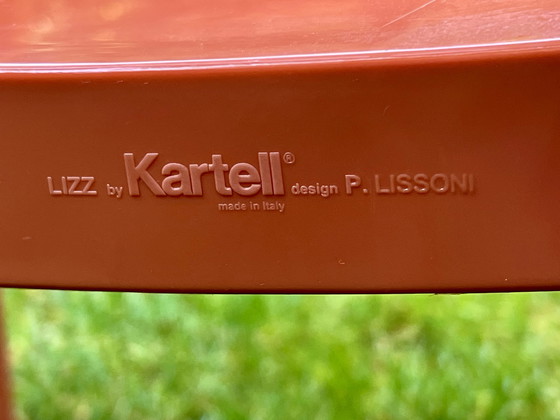 LIZZ by Kartell® design P. LISSONI
made in Italy